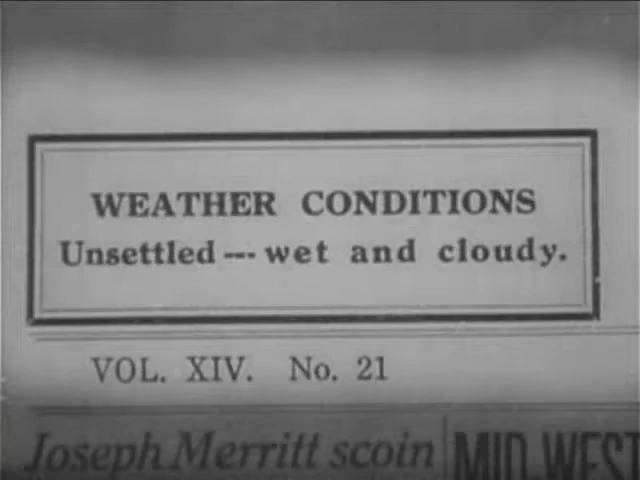 WEATHER CONDITIONS
Unsettled --- wet and cloudy.
VOL. XIV. No. 21
Joseph Merritt scoin
MID WEST